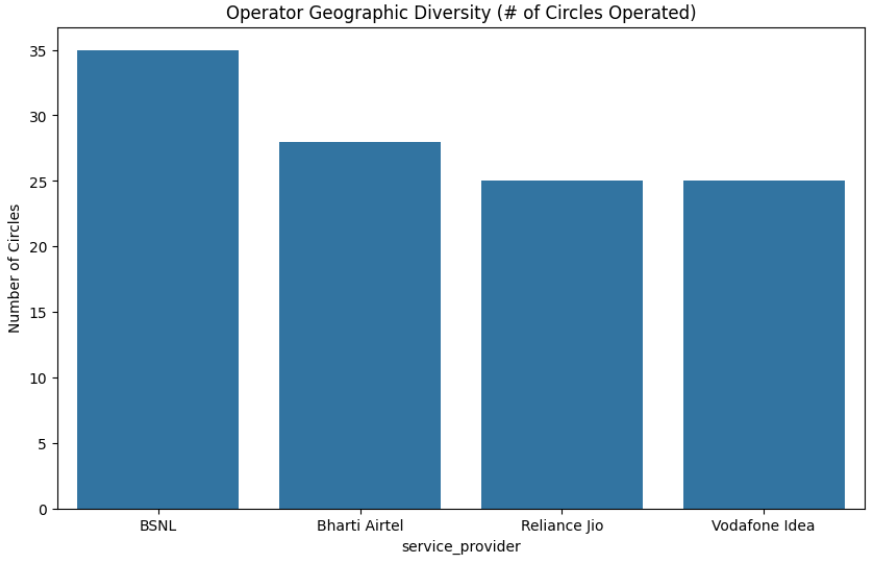 Operator Geographic Diversity (# of Circles Operated)
Number of Circles
35
30
25
20
15
10
5
0
BSNL Bharti Airtel Reliance Jio Vodafone Idea
service_provider